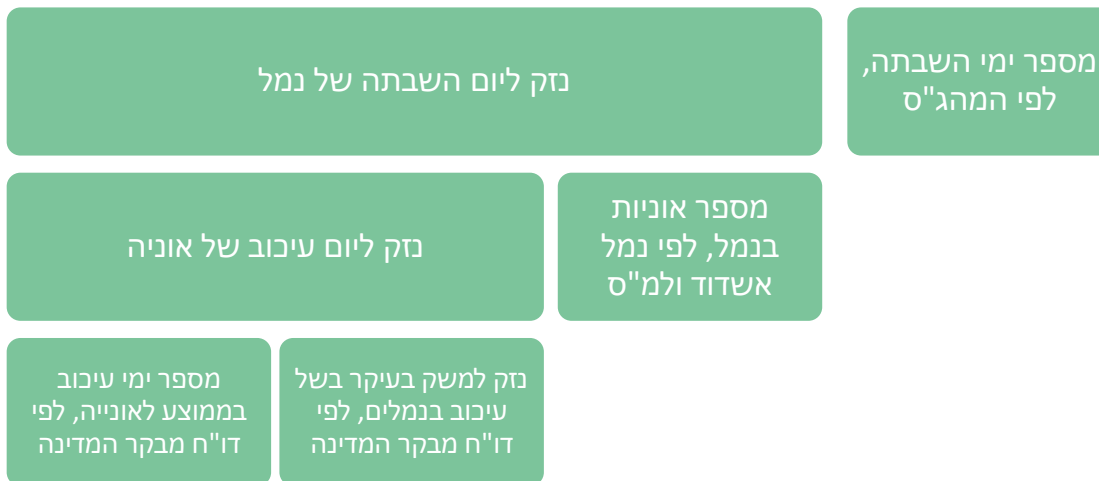 מספר ימי השבתה,
לפי המהג"ס
נזק ליום השבתה של נמל
מספר אוניות
בנמל, לפי נמל
אשדוד ולמ"ס
נזק ליום עיכוב של אוניה
נזק למשק בעיקר בשל
עיכוב בנמלים, לפי
דו"ח מבקר המדינה
מספר ימי עיכוב
בממוצע לאונייה, לפי
דו"ח מבקר המדינה